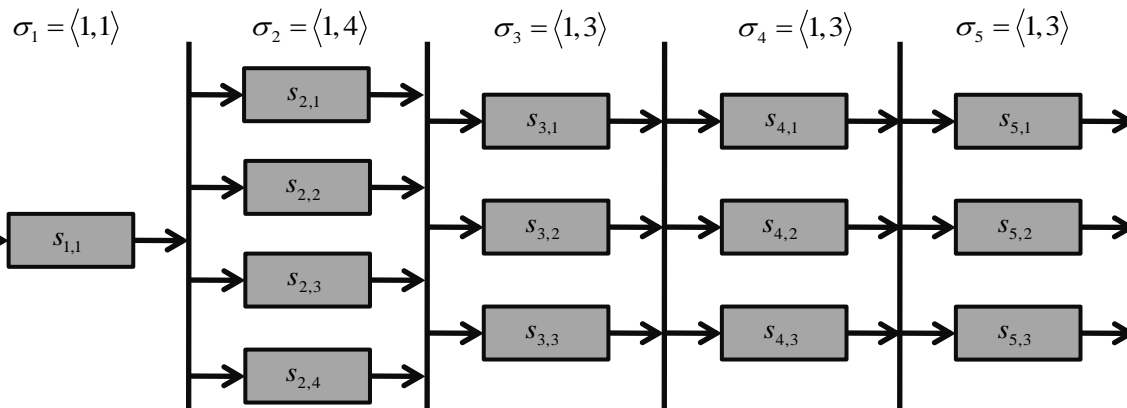 σ₁ = ⟨1,1⟩ σ₂ = ⟨1,4⟩ σ₃ = ⟨1,3⟩ σ₄ = ⟨1,3⟩ σ₅ = ⟨1,3⟩
s₂,₁
s₃,₁ s₄,₁ s₅,₁
s₂,₂
s₁,₁ s₃,₂ s₄,₂ s₅,₂
s₂,₃
s₃,₃ s₄,₃ s₅,₃
s₂,₄